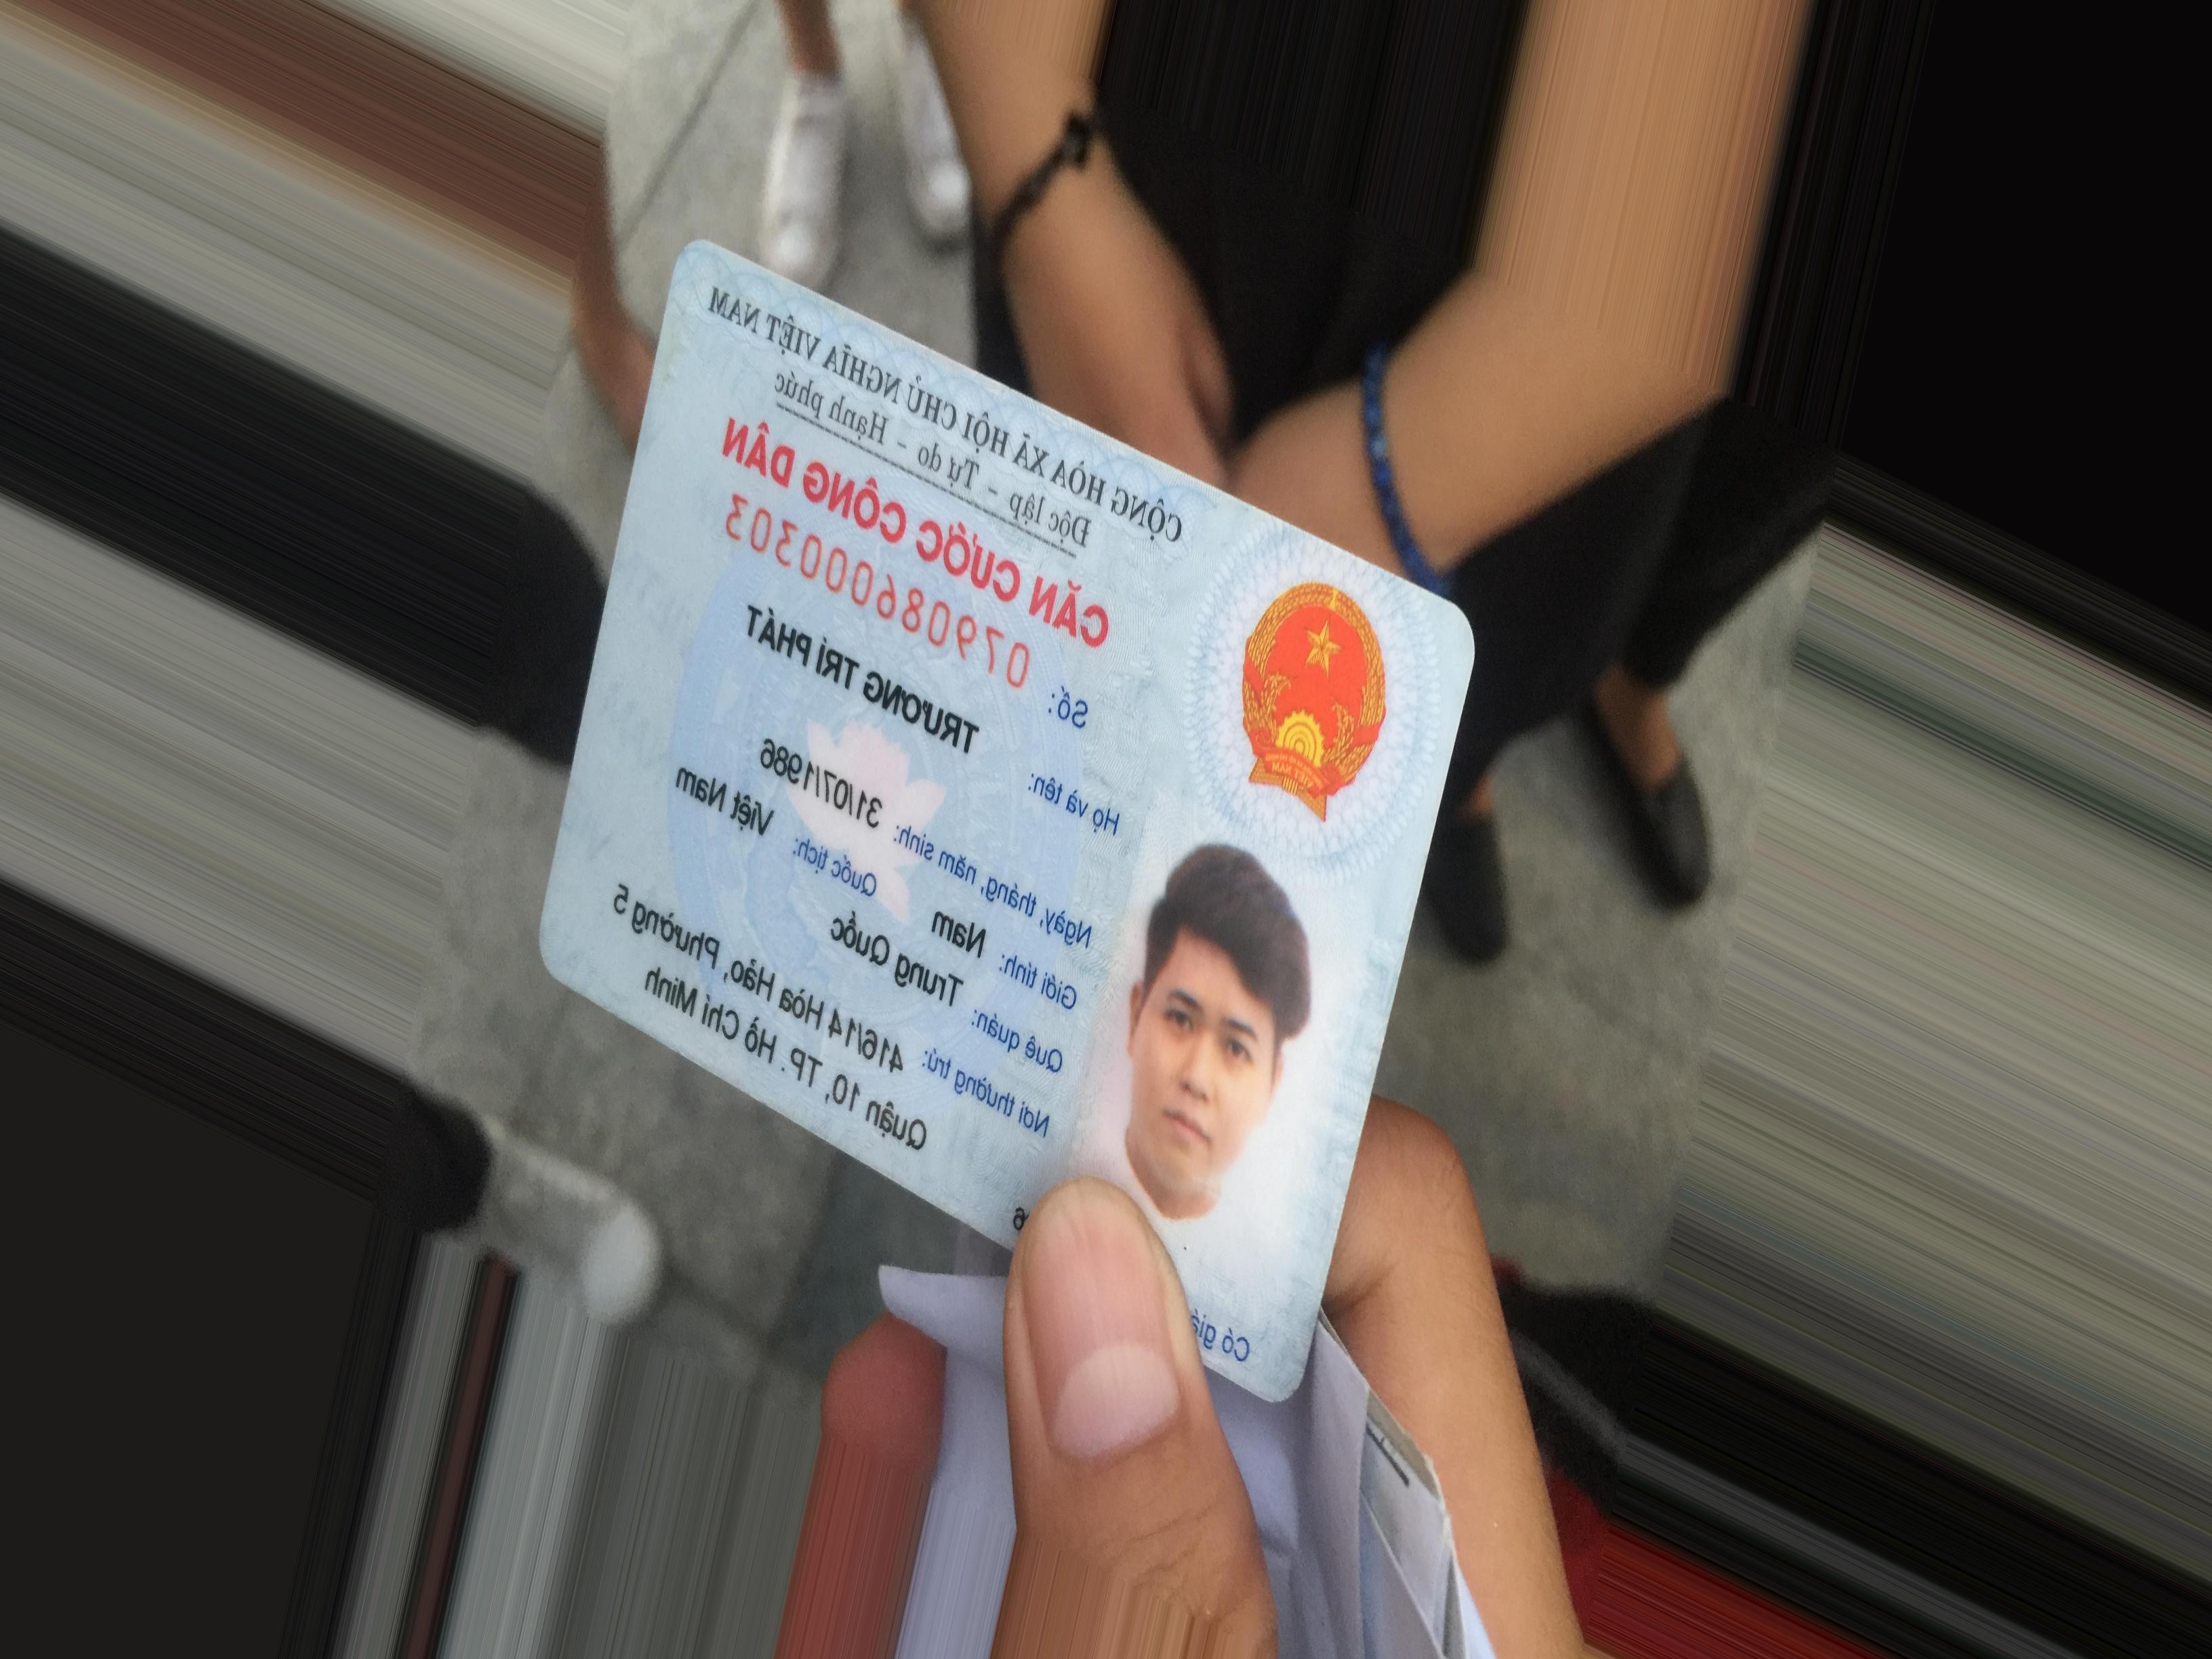 CỘNG HÒA XÃ HỘI CHỦ NGHĨA VIỆT NAM
Độc lập - Tự do - Hạnh phúc
CĂN CƯỚC CÔNG DÂN
Số: 079086000303
Họ và tên:
TRƯƠNG TRÍ PHÁT
Ngày, tháng, năm sinh: 31/07/1986
Giới tính: Nam Quốc tịch: Việt Nam
Quê quán: Trung Quốc
Nơi thường trú: 416/14 Hòa Hảo, Phường 5
Quận 10, TP. Hồ Chí Minh
Có